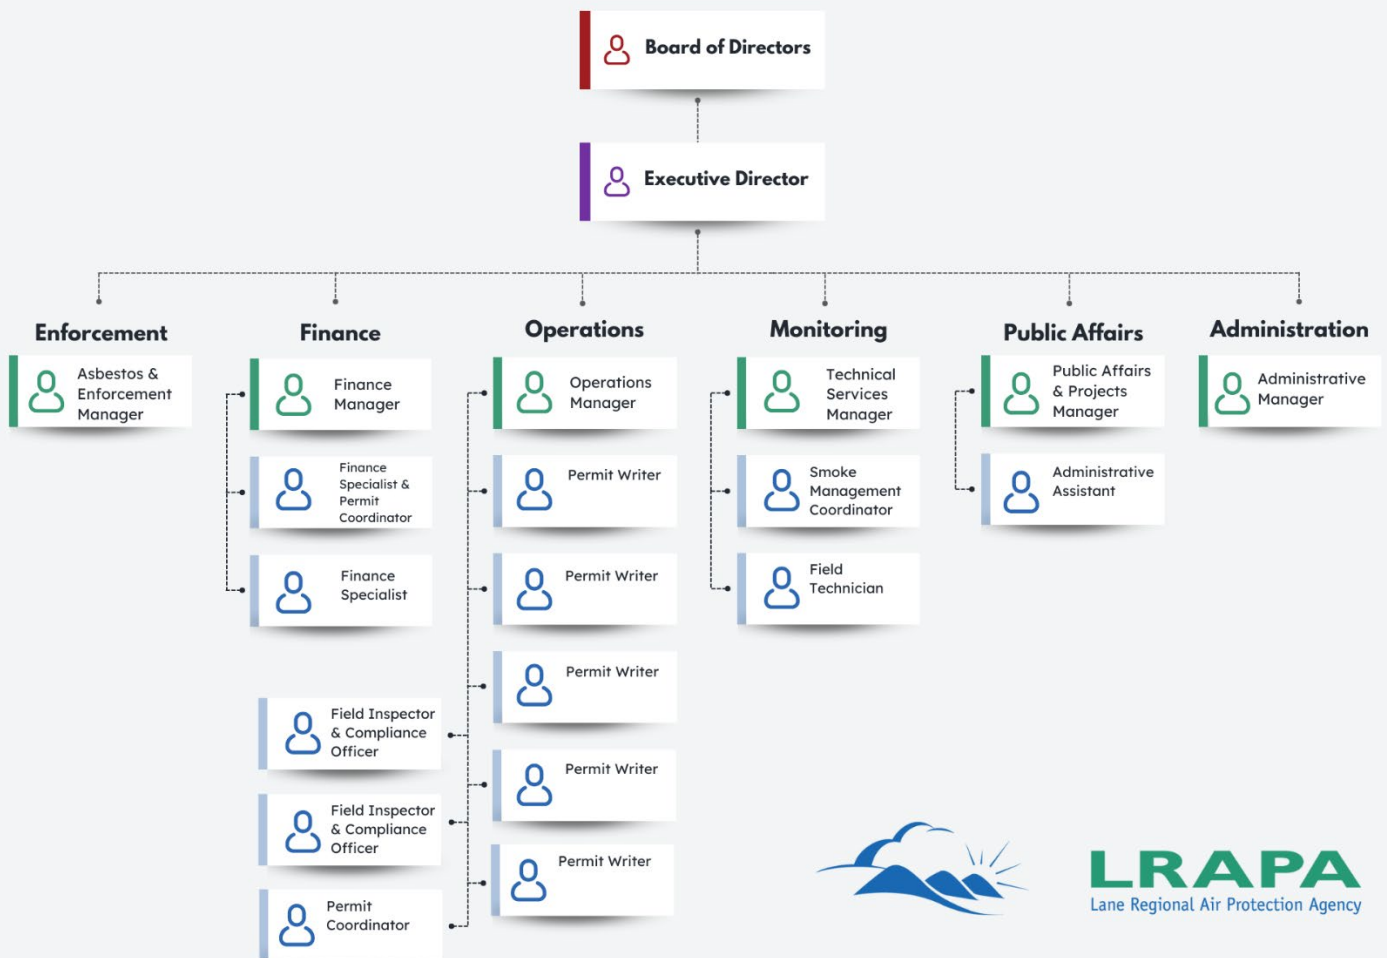 Board of Directors
Executive Director
Enforcement
Asbestos &
Enforcement
Manager
Finance
Finance
Manager
Finance
Specialist &
Permit
Coordinator
Finance
Specialist
Operations
Operations
Manager
Permit Writer
Permit Writer
Permit Writer
Permit Writer
Permit Writer
Field Inspector
& Compliance
Officer
Field Inspector
& Compliance
Officer
Permit
Coordinator
Monitoring
Technical
Services
Manager
Smoke
Management
Coordinator
Field
Technician
Public Affairs
Public Affairs
& Projects
Manager
Administrative
Assistant
Administration
Administrative
Manager
LRAPA
Lane Regional Air Protection Agency